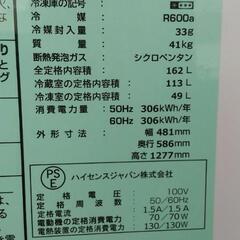 冷凍庫の記号
冷媒 R600a
冷媒封入量 33g
質量 41kg
断熱発泡ガス シクロペンタン
全定格内容積 162 L
冷蔵室の定格内容積 113 L
冷凍室の定格内容積 49 L
消費電力量 50Hz 306kWh/年
60Hz 306kWh/年
外形寸法 幅 481mm
奥行 586mm
高さ 1277mm
PSE
ハイセンスジャパン株式会社
定格電圧 100V
定格周波数 50/60Hz
定格電流 1.5A/1.5A
電動機の定格消費電力 70/70W
電熱装置の定格消費電力 130/130W